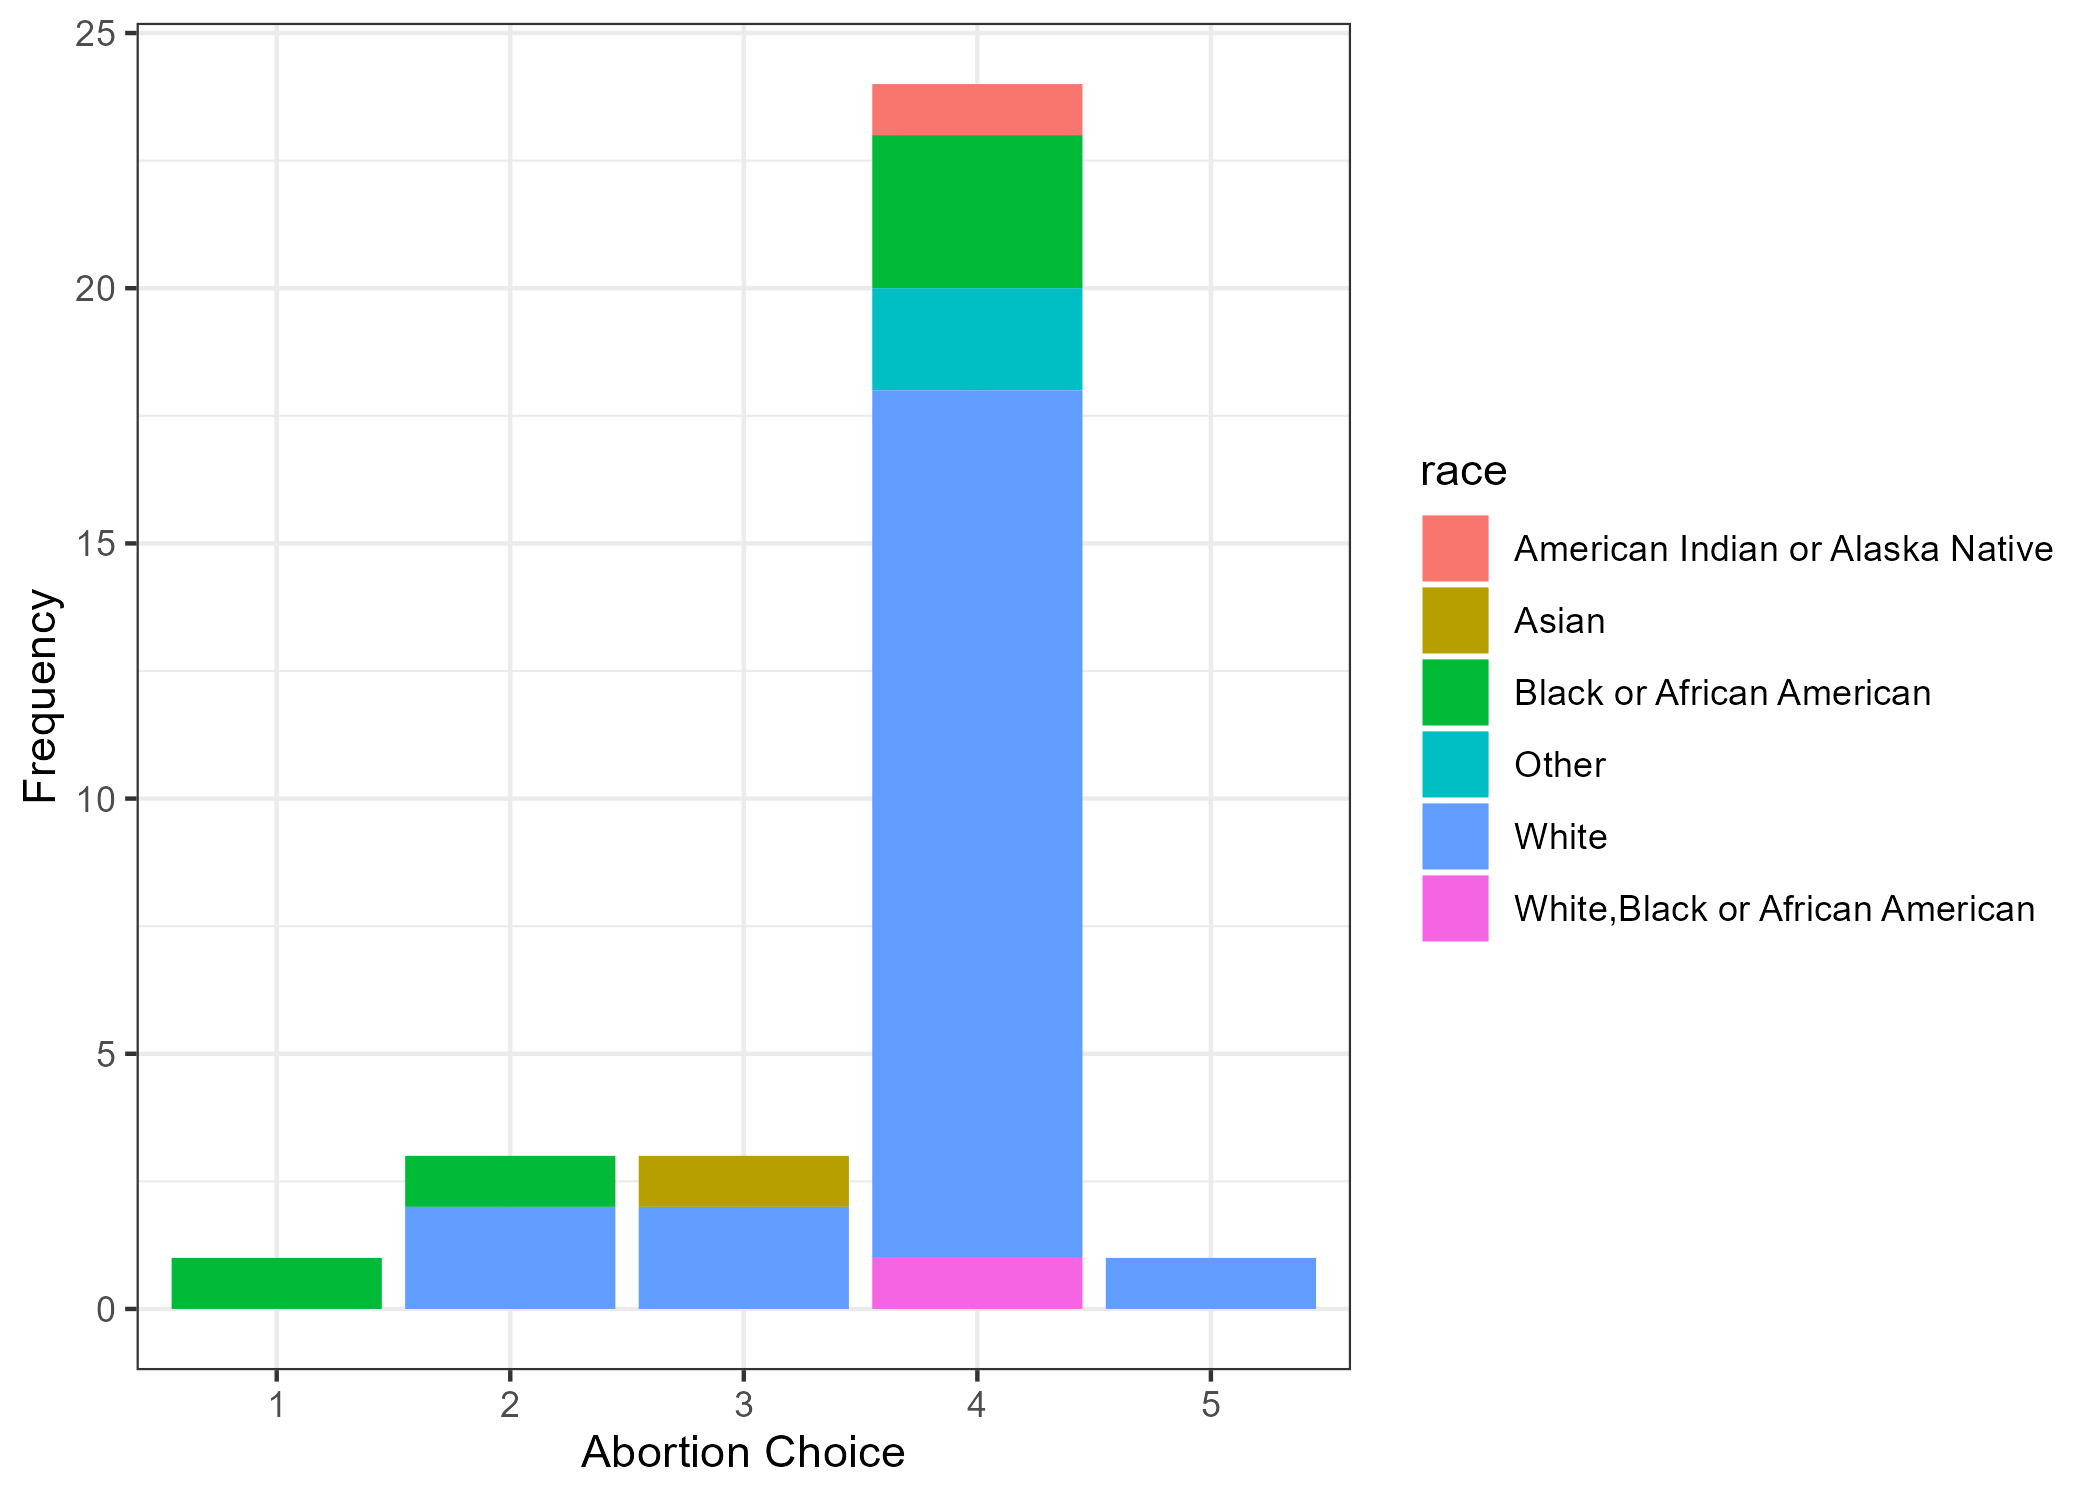 25
20
15
10
5
0
Frequency
1 2 3 4 5
Abortion Choice
race
American Indian or Alaska Native
Asian
Black or African American
Other
White
White,Black or African American